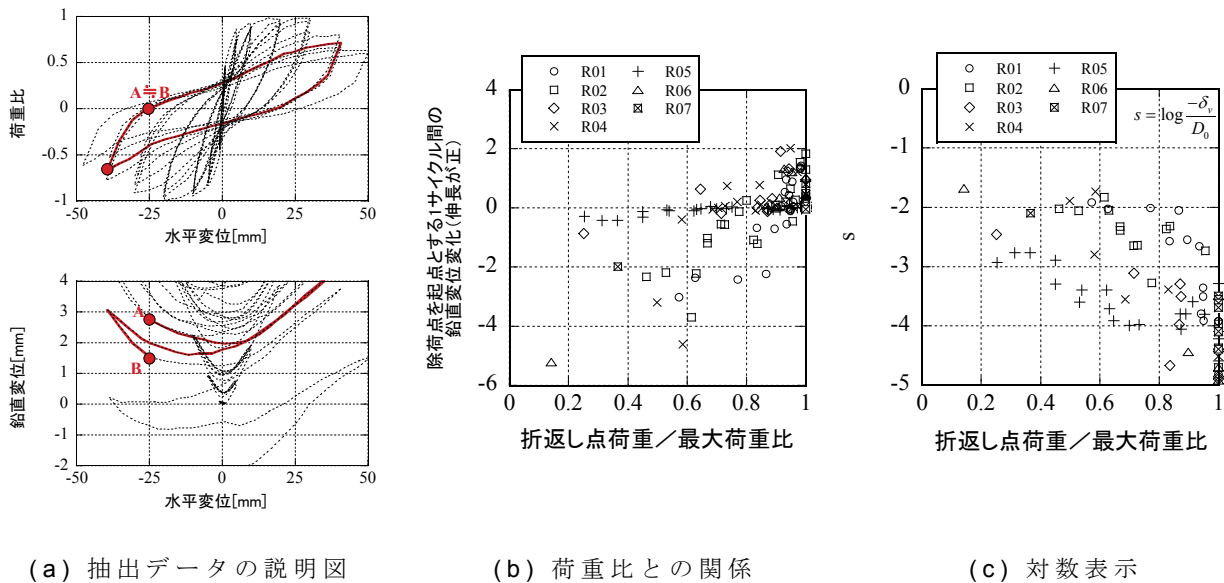 1
0.5
0
-0.5
-1
荷重比
A≒B
-50
-25
0
25
50
水平変位[mm]
4
3
2
1
0
-1
-2
鉛直変位[mm]
A
B
-50
-25
0
25
50
水平変位[mm]
(a) 抽出データの説明図
R01
R02
R03
R04
R05
R06
R07
除荷点を起点とする1サイクル間の
鉛直変位変化(伸長が正)
4
2
0
-2
-4
-6
0
0.2
0.4
0.6
0.8
1
折返し点荷重／最大荷重比
(b) 荷重比との関係
R01
R02
R03
R04
R05
R06
R07
s = log -δv / D0
s
0
-1
-2
-3
-4
-5
0
0.2
0.4
0.6
0.8
1
折返し点荷重／最大荷重比
(c) 対数表示